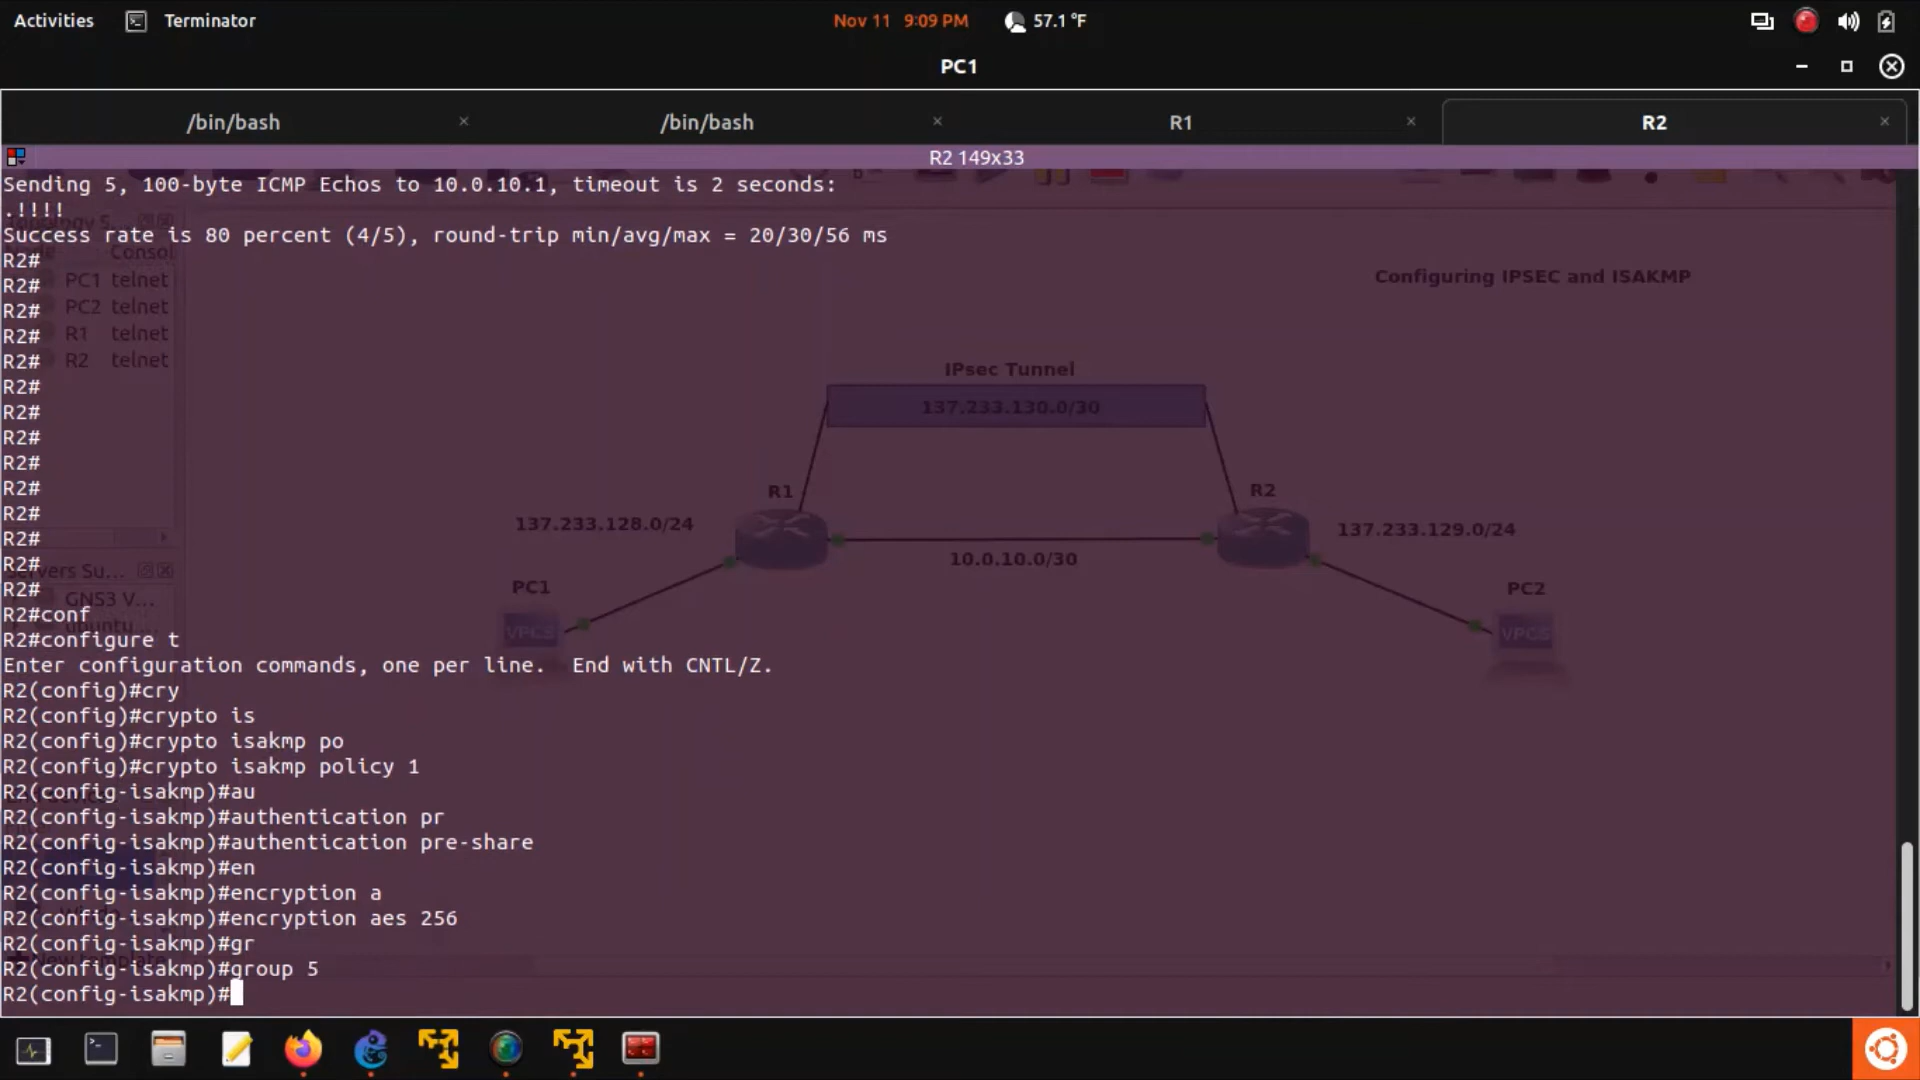 Activities Terminator Nov 11 9:09 PM 57.1 °F
PC1
/bin/bash × /bin/bash × R1 × R2 ×
R2 149x33
Sending 5, 100-byte ICMP Echos to 10.0.10.1, timeout is 2 seconds:
.!!!!
Success rate is 80 percent (4/5), round-trip min/avg/max = 20/30/56 ms
R2#
R2#
R2#
R2#
R2#
R2#
R2#
R2#
R2#
R2#
R2#
R2#
R2#
R2#
R2#conf
R2#configure t
Enter configuration commands, one per line.  End with CNTL/Z.
R2(config)#cry
R2(config)#crypto is
R2(config)#crypto isakmp po
R2(config)#crypto isakmp policy 1
R2(config-isakmp)#au
R2(config-isakmp)#authentication pr
R2(config-isakmp)#authentication pre-share
R2(config-isakmp)#en
R2(config-isakmp)#encryption a
R2(config-isakmp)#encryption aes 256
R2(config-isakmp)#gr
R2(config-isakmp)#group 5
R2(config-isakmp)#
Consol
PC1 telnet
PC2 telnet
R1 telnet
R2 telnet
Servers Su...
GNS3 V...
ubuntu
New template
Configuring IPSEC and ISAKMP
IPsec Tunnel
137.233.130.0/30
R1
R2
137.233.128.0/24
137.233.129.0/24
10.0.10.0/30
PC1
PC2
VPCS
VPCS